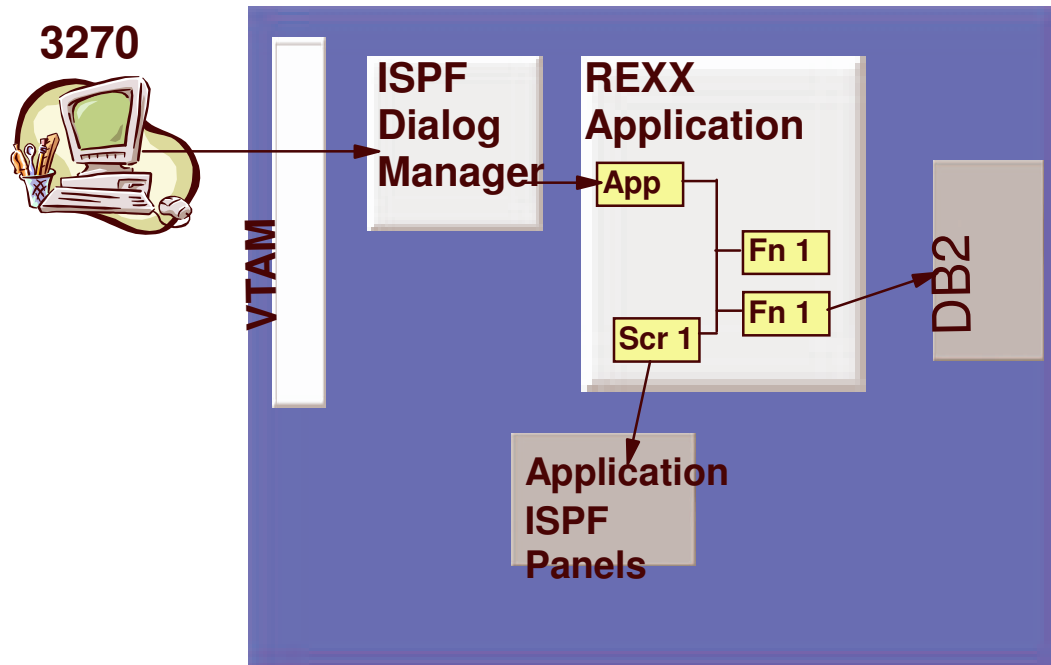 3270
VTAM
ISPF
Dialog
Manager
REXX
Application
App
Fn 1
Fn 1
Scr 1
DB2
Application
ISPF
Panels